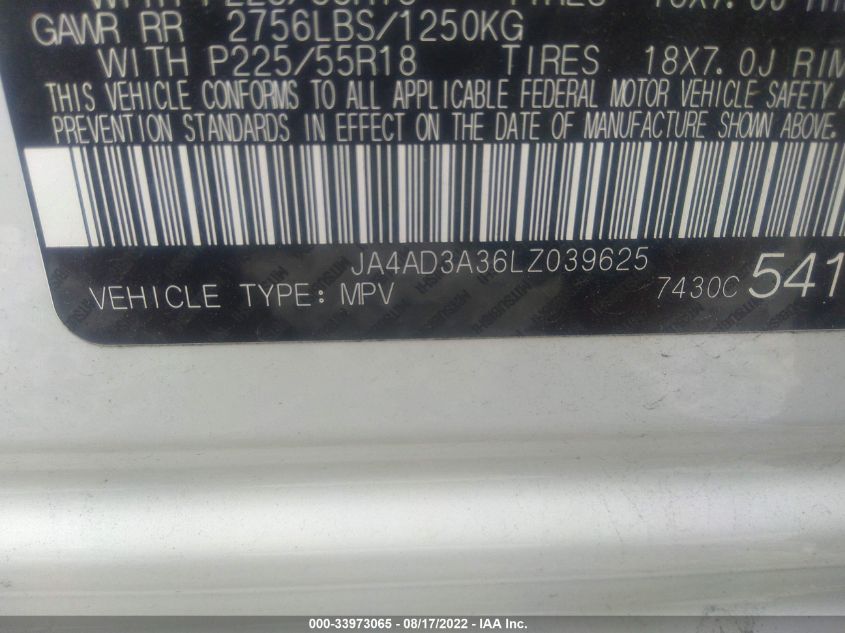 GAWR RR 2756LBS/1250KG
WITH P225/55R18 TIRES 18X7.0J RIM
THIS VEHICLE CONFORMS TO ALL APPLICABLE FEDERAL MOTOR VEHICLE SAFETY
PREVENTION STANDARDS IN EFFECT ON THE DATE OF MANUFACTURE SHOWN ABOVE.
JA4AD3A36LZ039625
VEHICLE TYPE: MPV 7430C 541
000-33973065 - 08/17/2022 - © IAA, Inc.